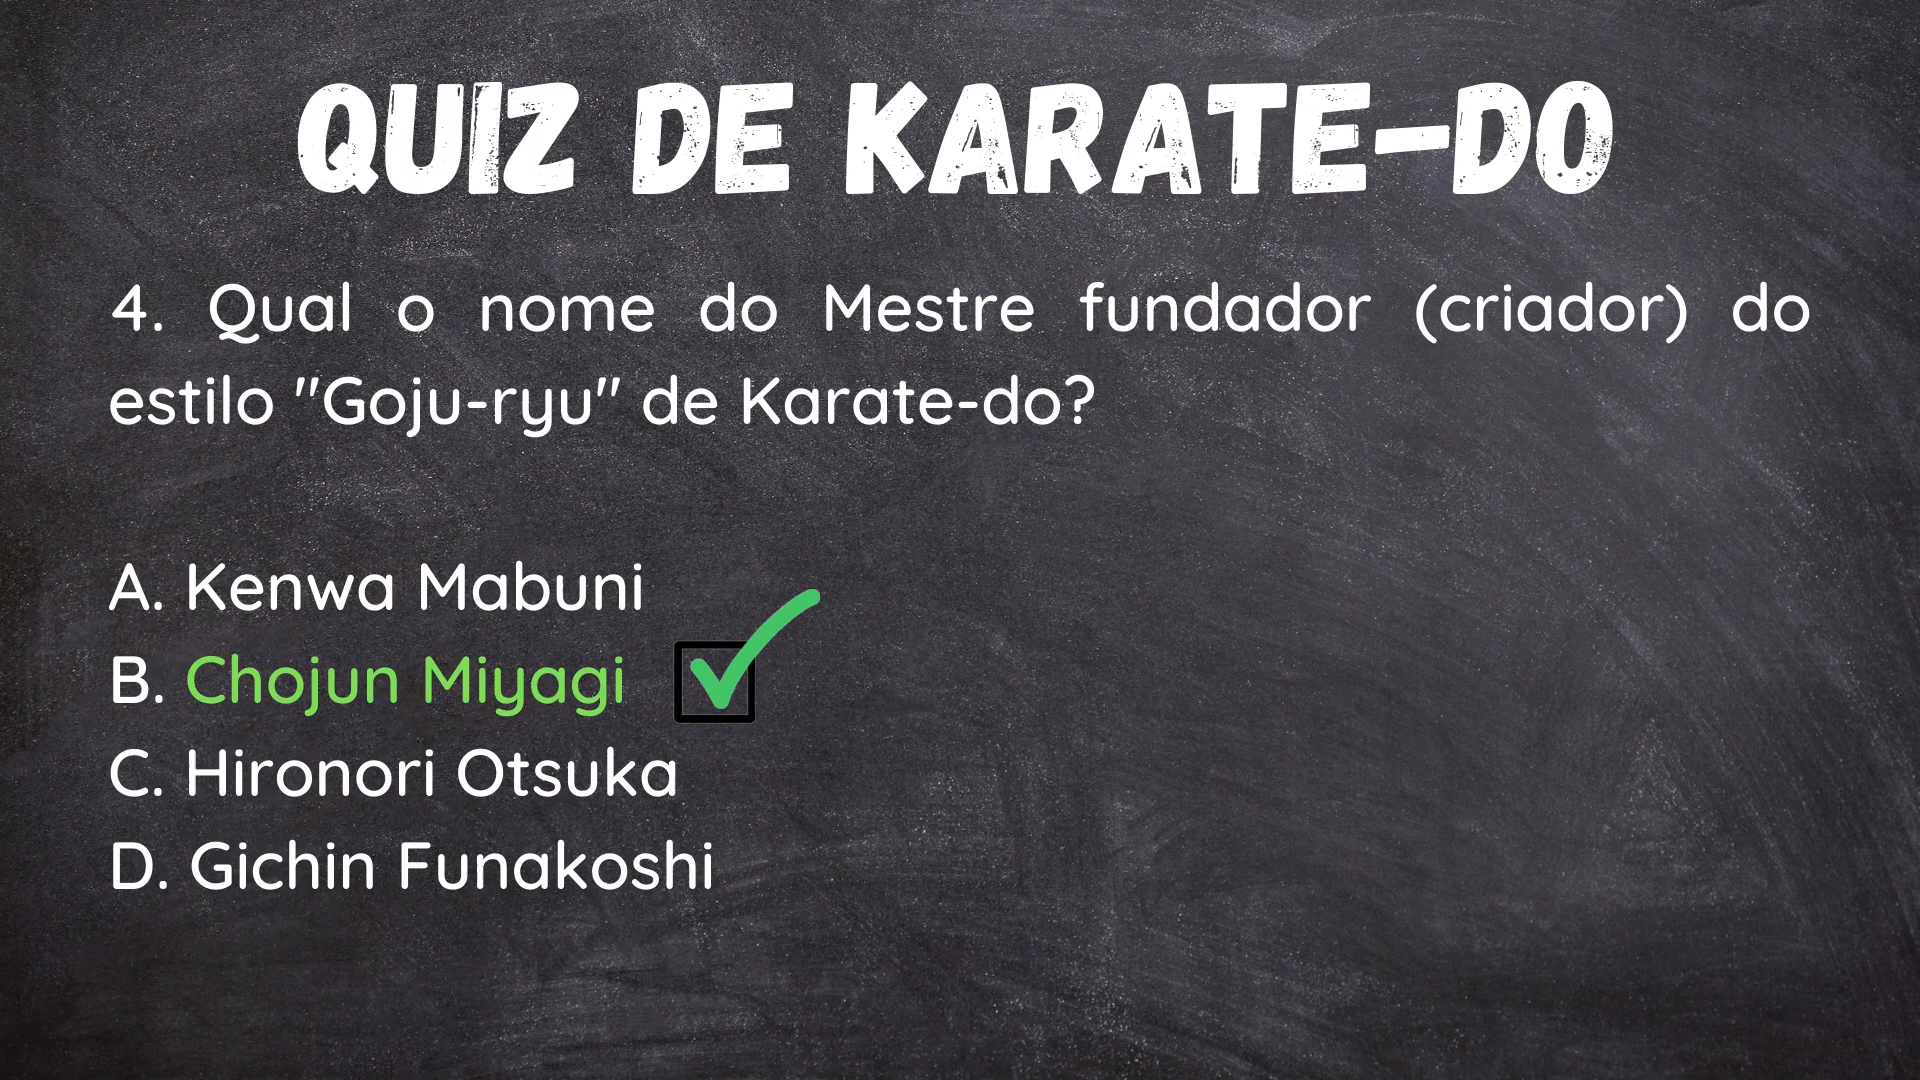 QUIZ DE KARATE-DO
4. Qual o nome do Mestre fundador (criador) do
estilo "Goju-ryu" de Karate-do?
A. Kenwa Mabuni
B. Chojun Miyagi
C. Hironori Otsuka
D. Gichin Funakoshi